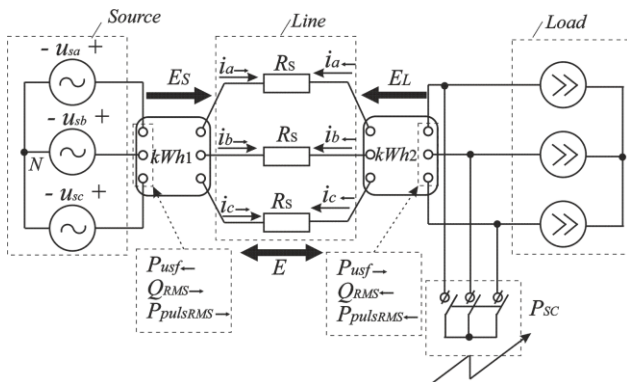 Source
Line
Load
- usa +
ia→
Rs
ia←
ES
EL
- usb +
N
kWh1
ib→
Rs
ib←
kWh2
- usc +
ic→
Rs
ic←
E
Pusf←
QRMS→
PpulsRMS→
Pusf→
QRMS←
PpulsRMS←
PSC